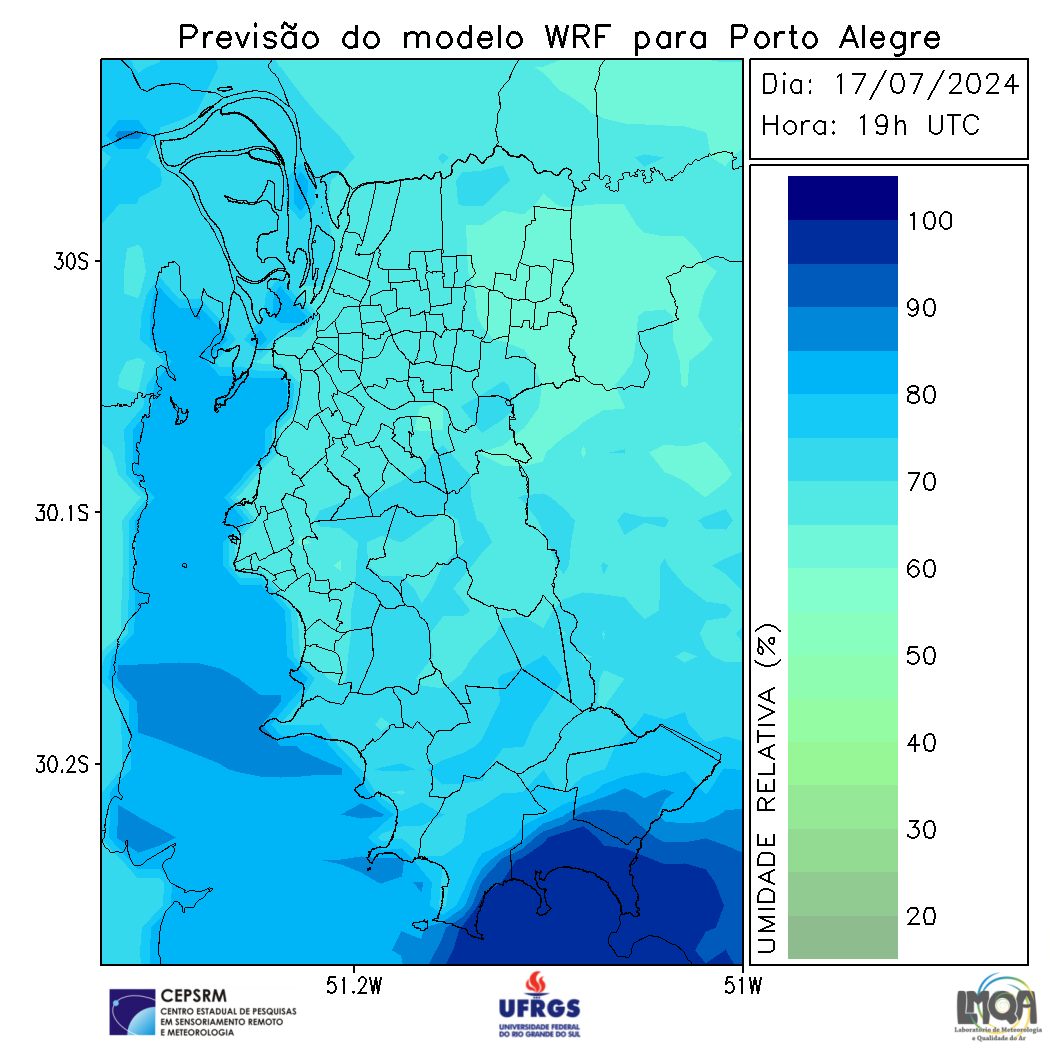 Previsão do modelo WRF para Porto Alegre
Dia: 17/07/2024
Hora: 19h UTC
30S
30.1S
30.2S
51.2W
51W
UMIDADE RELATIVA (%)
100
90
80
70
60
50
40
30
20
CEPSRM
CENTRO ESTADUAL DE PESQUISAS
EM SENSORIAMENTO REMOTO
E METEOROLOGIA
UFRGS
UNIVERSIDADE FEDERAL
DO RIO GRANDE DO SUL
LMQA
Laboratório de Meteorologia
e Qualidade do Ar